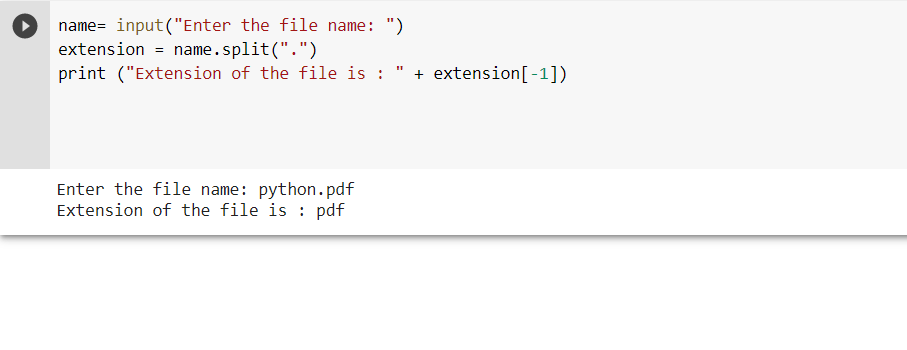 name= input("Enter the file name: ")
extension = name.split(".")
print ("Extension of the file is : " + extension[-1])
Enter the file name: python.pdf
Extension of the file is : pdf